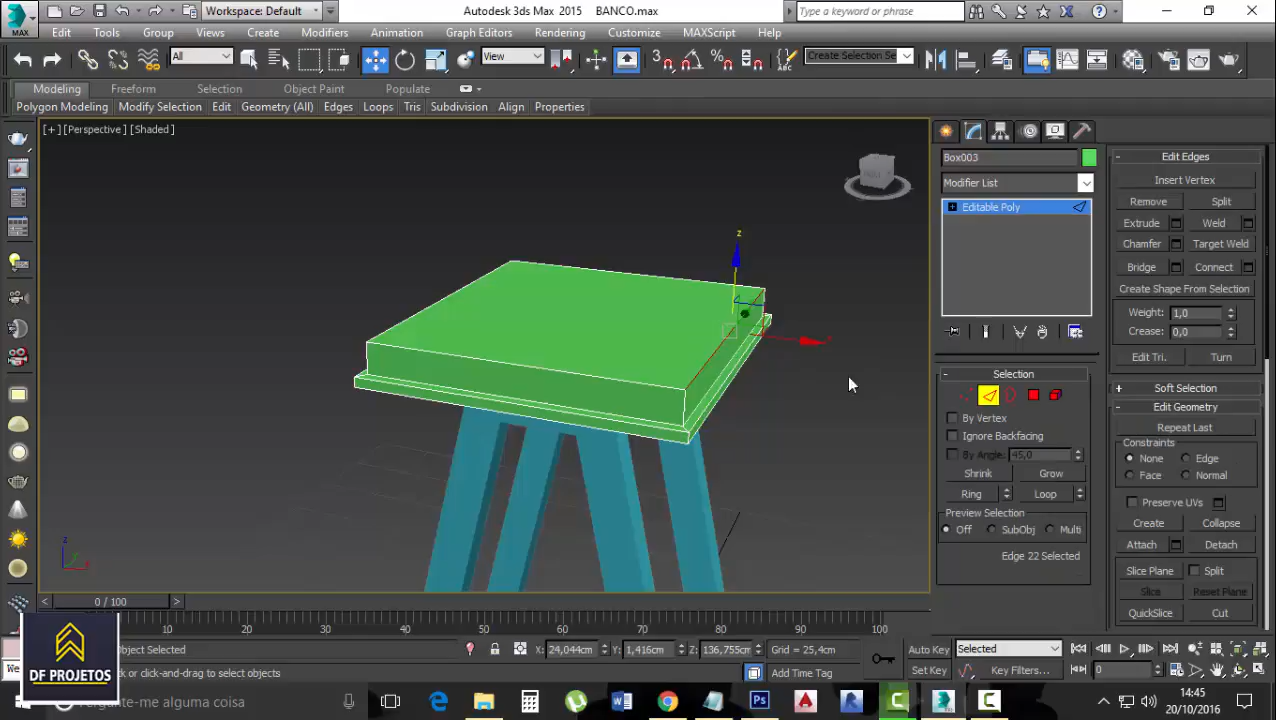 MAX
Workspace: Default
Autodesk 3ds Max 2015
BANCO.max
Type a keyword or phrase
Edit Tools Group Views Create Modifiers Animation Graph Editors Rendering Customize MAXScript Help
All
View
3
Create Selection Se
Modeling Freeform Selection Object Paint Populate
Polygon Modeling Modify Selection Edit Geometry (All) Edges Loops Tris Subdivision Align Properties
[+] [Perspective] [Shaded]
z
x
Box003
Modifier List
Editable Poly
Selection
By Vertex
Ignore Backfacing
By Angle: 45,0
Shrink Grow
Ring Loop
Preview Selection
Off SubObj Multi
Edge 22 Selected
Edit Edges
Insert Vertex
Remove Split
Extrude Weld
Chamfer Target Weld
Bridge Connect
Create Shape From Selection
Weight: 1,0
Crease: 0,0
Edit Tri. Turn
Soft Selection
Edit Geometry
Repeat Last
Constraints
None Edge
Face Normal
Preserve UVs
Create Collapse
Attach Detach
Slice Plane Split
Slice Reset Plane
QuickSlice Cut
z
0 / 100
10 20 30 40 50 60 70 80 90 100
Object Selected
X: 24,044cm Y: 1,416cm Z: 136,755cm Grid = 25,4cm
Auto Key Selected
We
ck or click-and-drag to select objects
Add Time Tag
Set Key Key Filters... 0
DF PROJETOS
Pergunte-me alguma coisa
14:45
20/10/2016